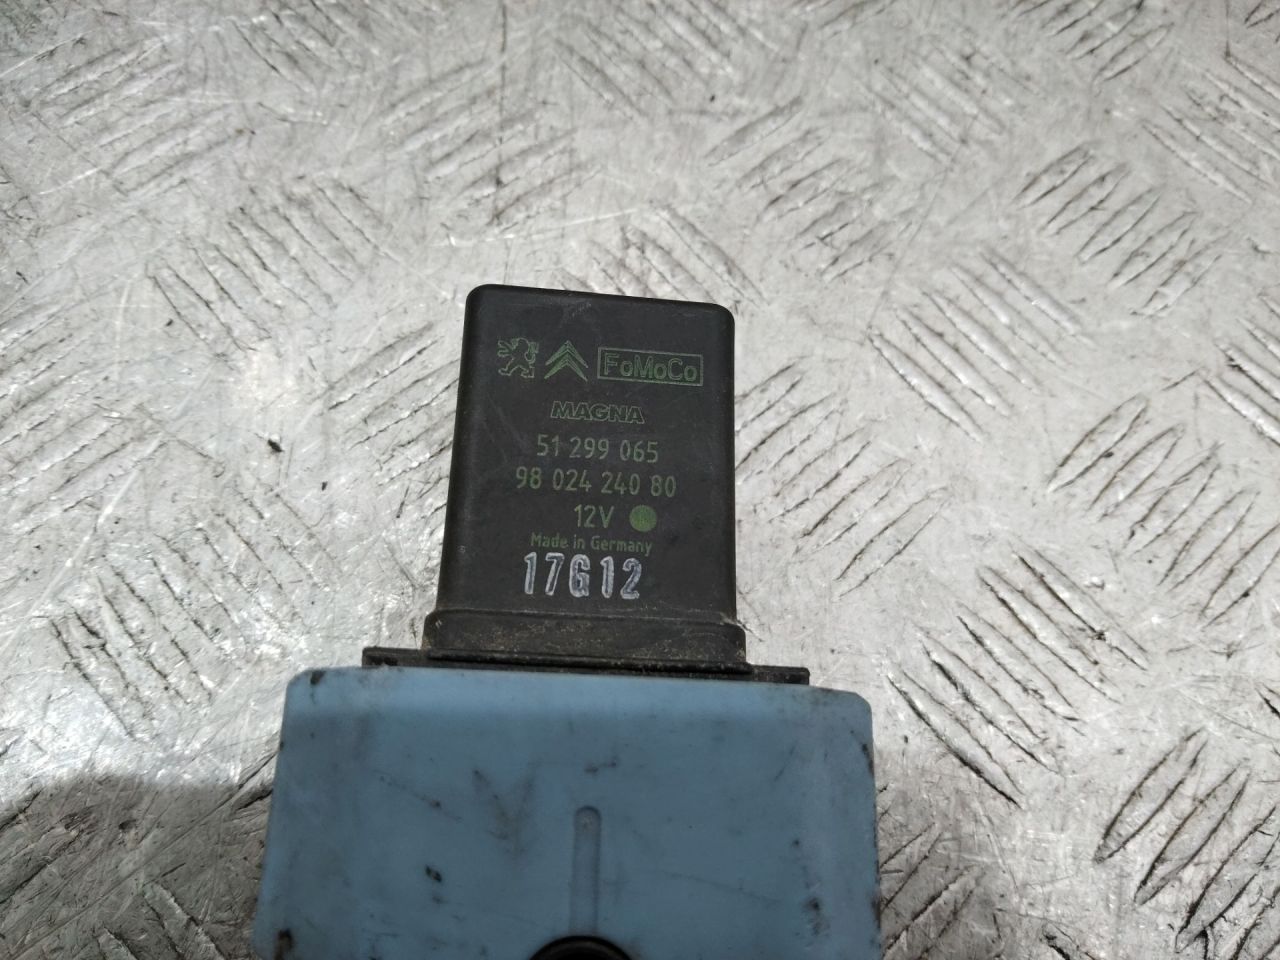 FoMoCo
MAGNA
51 299 065
98 024 240 80
12V
Made in Germany
17G12